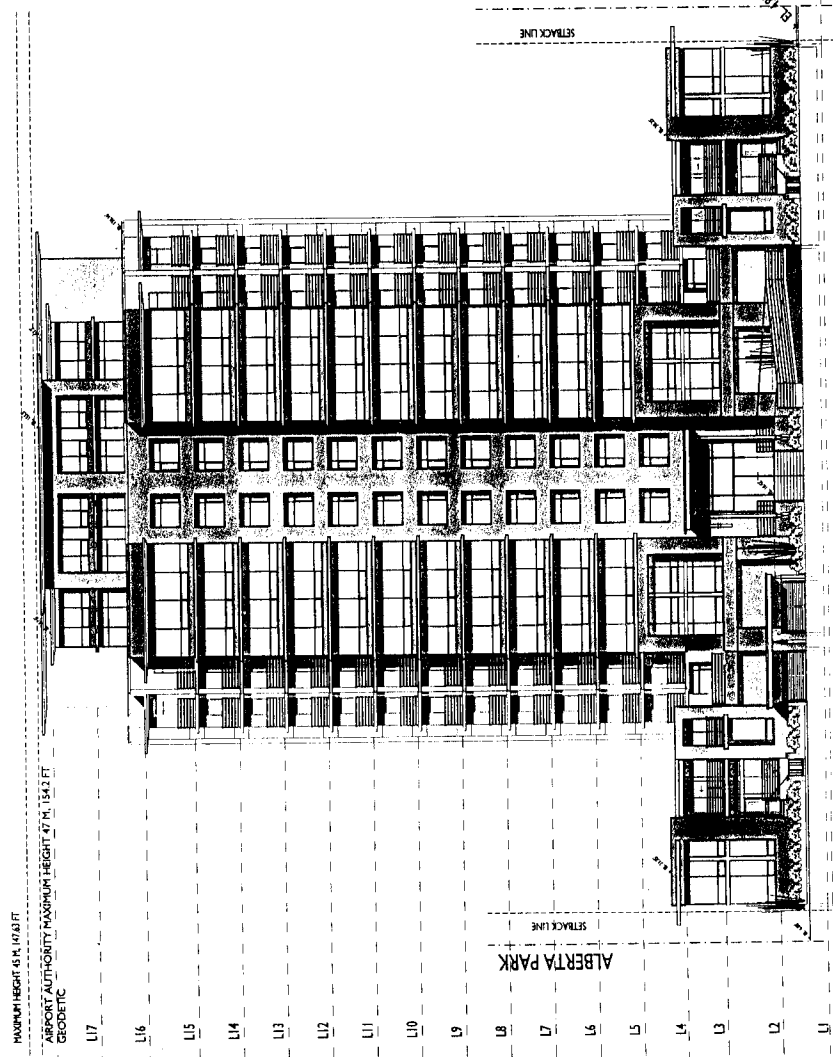 MAXIMUM HEIGHT 45 M, 147.63 FT
AIRPORT AUTHORITY MAXIMUM HEIGHT 47 M, 154.2 FT
GEODETIC
L17
L16
L15
L14
L13
L12
L11
L10
L9
L8
L7
L6
L5
L4
L3
L2
L1
SETBACK LINE
SETBACK LINE
ALBERTA PARK